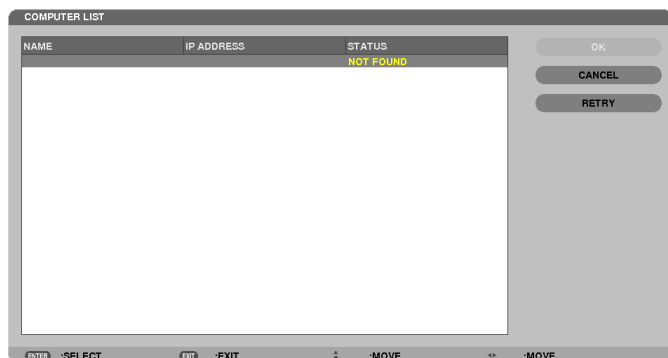 COMPUTER LIST
NAME IP ADDRESS STATUS
NOT FOUND
OK
CANCEL
RETRY
ENTER :SELECT EXIT :EXIT :MOVE :MOVE